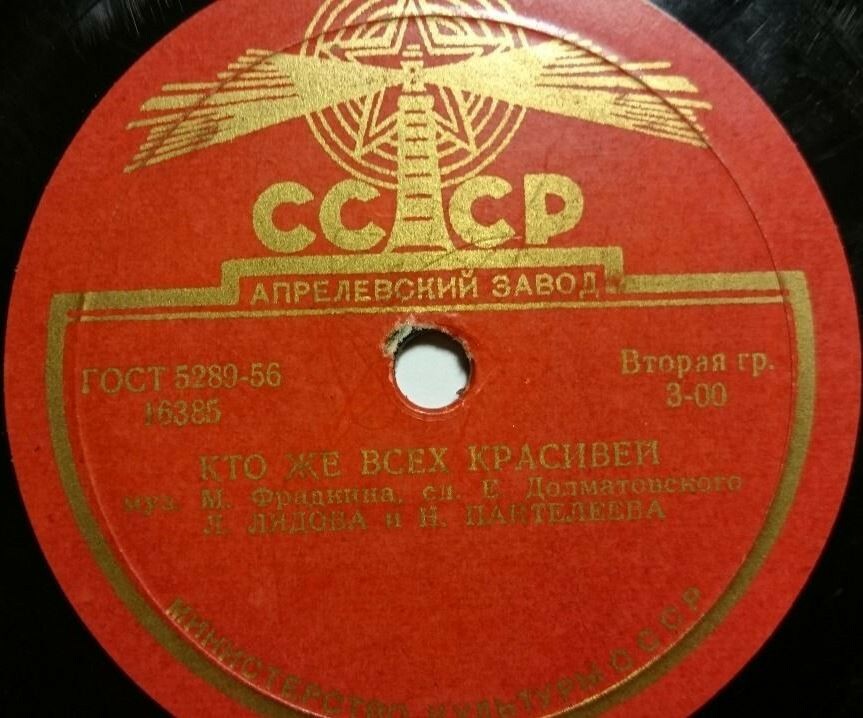 СССР
АПРЕЛЕВСКИЙ ЗАВОД
ГОСТ 5289-56
16385
Вторая гр.
3-00
КТО ЖЕ ВСЕХ КРАСИВЕЙ
муз. М. Фрадкина, сл. Е. Долматовского
Л. ЛЯДОВА и Н. ПАНТЕЛЕЕВА
МИНИСТЕРСТВО КУЛЬТУРЫ СССР